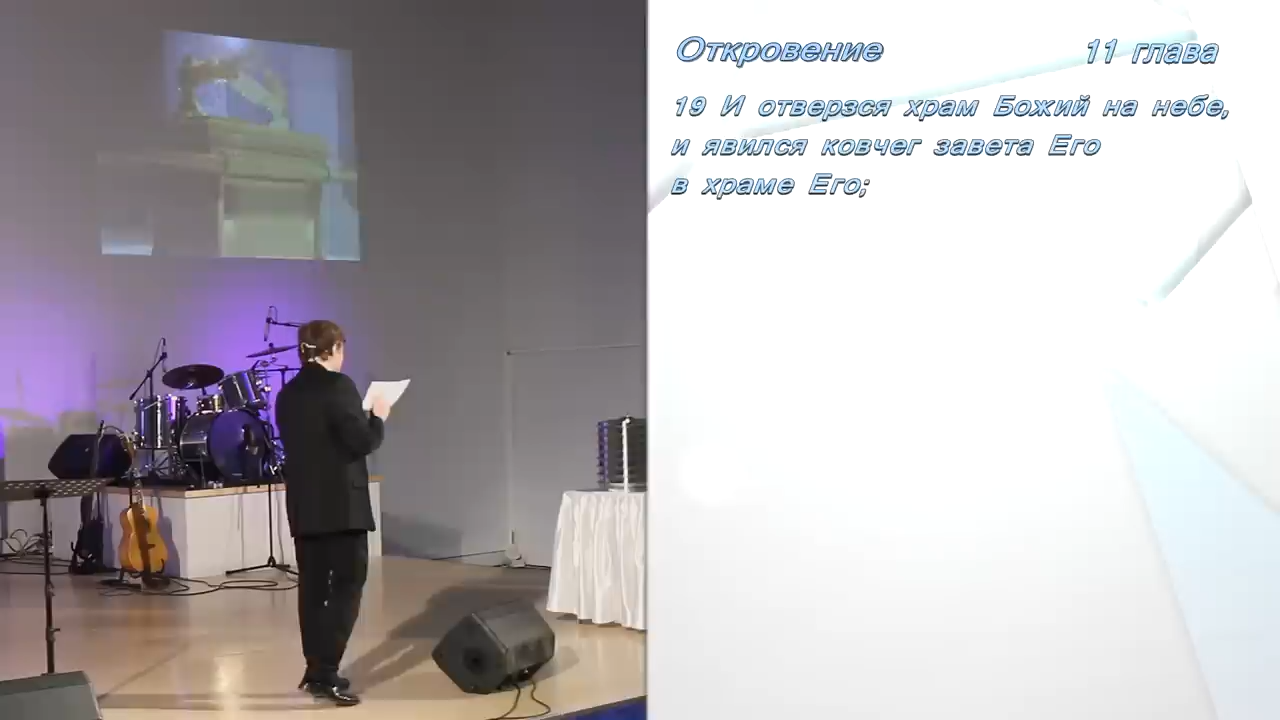 Откровение 11 глава
19 И отверзся храм Божий на небе,
и явился ковчег завета Его
в храме Его;